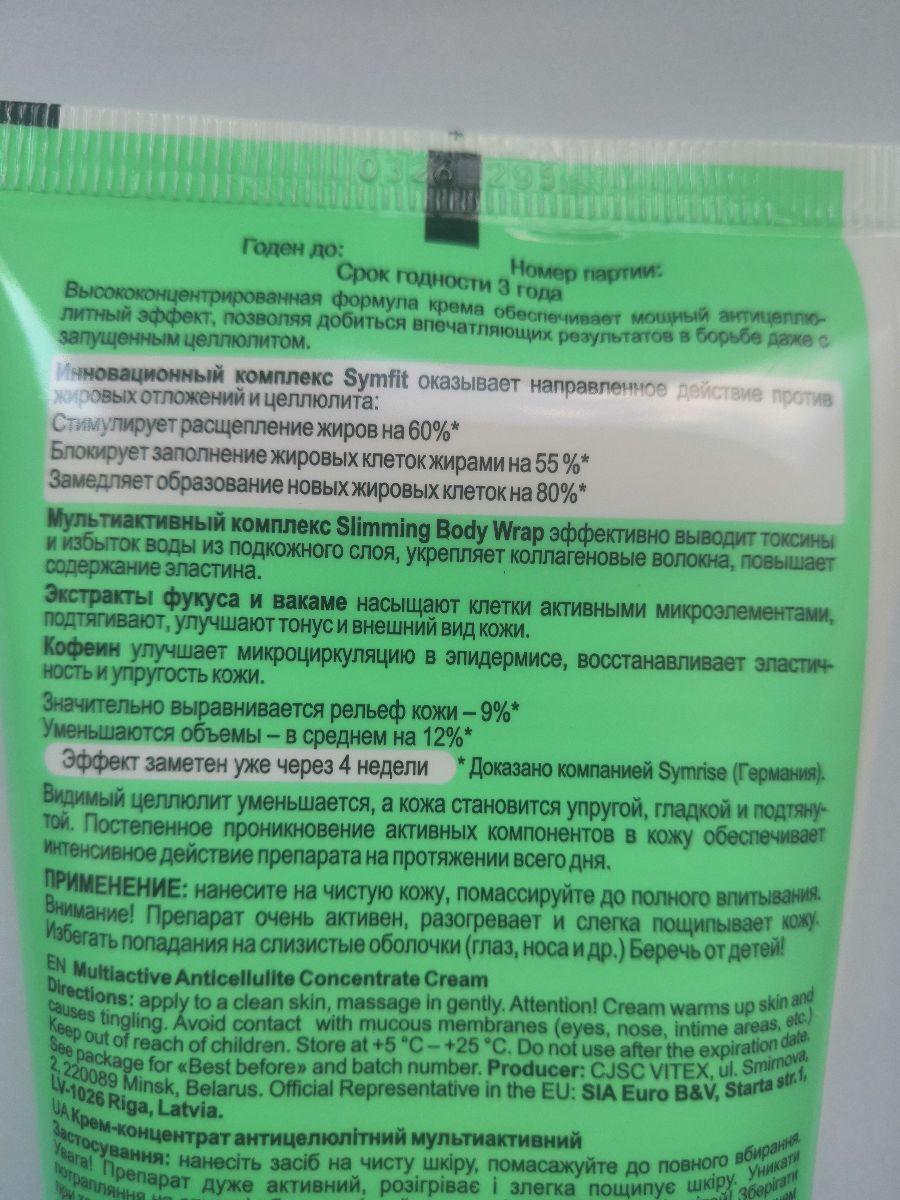 Годен до:
Номер партии:
Срок годности 3 года
Высококонцентрированная формула крема обеспечивает мощный антицеллю-
литный эффект, позволяя добиться впечатляющих результатов в борьбе даже с
запущенным целлюлитом.
Инновационный комплекс Symfit оказывает направленное действие против
жировых отложений и целлюлита:
Стимулирует расщепление жиров на 60%*
Блокирует заполнение жировых клеток жирами на 55 %*
Замедляет образование новых жировых клеток на 80%*
Мультиактивный комплекс Slimming Body Wrap эффективно выводит токсины
и избыток воды из подкожного слоя, укрепляет коллагеновые волокна, повышает
содержание эластина.
Экстракты фукуса и вакаме насыщают клетки активными микроэлементами,
подтягивают, улучшают тонус и внешний вид кожи.
Кофеин улучшает микроциркуляцию в эпидермисе, восстанавливает эластич-
ность и упругость кожи.
Значительно выравнивается рельеф кожи – 9%*
Уменьшаются объемы – в среднем на 12%*
Эффект заметен уже через 4 недели * Доказано компанией Symrise (Германия).
Видимый целлюлит уменьшается, а кожа становится упругой, гладкой и подтяну-
той. Постепенное проникновение активных компонентов в кожу обеспечивает
интенсивное действие препарата на протяжении всего дня.
ПРИМЕНЕНИЕ: нанесите на чистую кожу, помассируйте до полного впитывания.
Внимание! Препарат очень активен, разогревает и слегка пощипывает кожу.
Избегать попадания на слизистые оболочки (глаз, носа и др.) Беречь от детей!
EN Multiactive Anticellulite Concentrate Cream
Directions: apply to a clean skin, massage in gently. Attention! Cream warms up skin and
causes tingling. Avoid contact with mucous membranes (eyes, nose, intime areas, etc.)
Keep out of reach of children. Store at +5 °C – +25 °C. Do not use after the expiration date.
See package for «Best before» and batch number. Producer: CJSC VITEX, ul. Smirnova,
2, 220089 Minsk, Belarus. Official Representative in the EU: SIA Euro B&V, Starta str.1,
LV-1026 Riga, Latvia.
UA Крем-концентрат антицелюлітний мультиактивний
Застосування: нанесіть засіб на чисту шкіру, помасажуйте до повного вбирання.
Увага! Препарат дуже активний, розігріває і злегка пощипує шкіру. Уникати
потрапляння на Зберігати